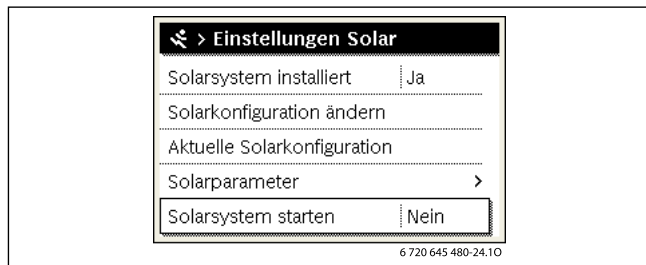 > Einstellungen Solar
Solarsystem installiert Ja
Solarkonfiguration ändern
Aktuelle Solarkonfiguration
Solarparameter >
Solarsystem starten Nein
6 720 645 480-24.1O